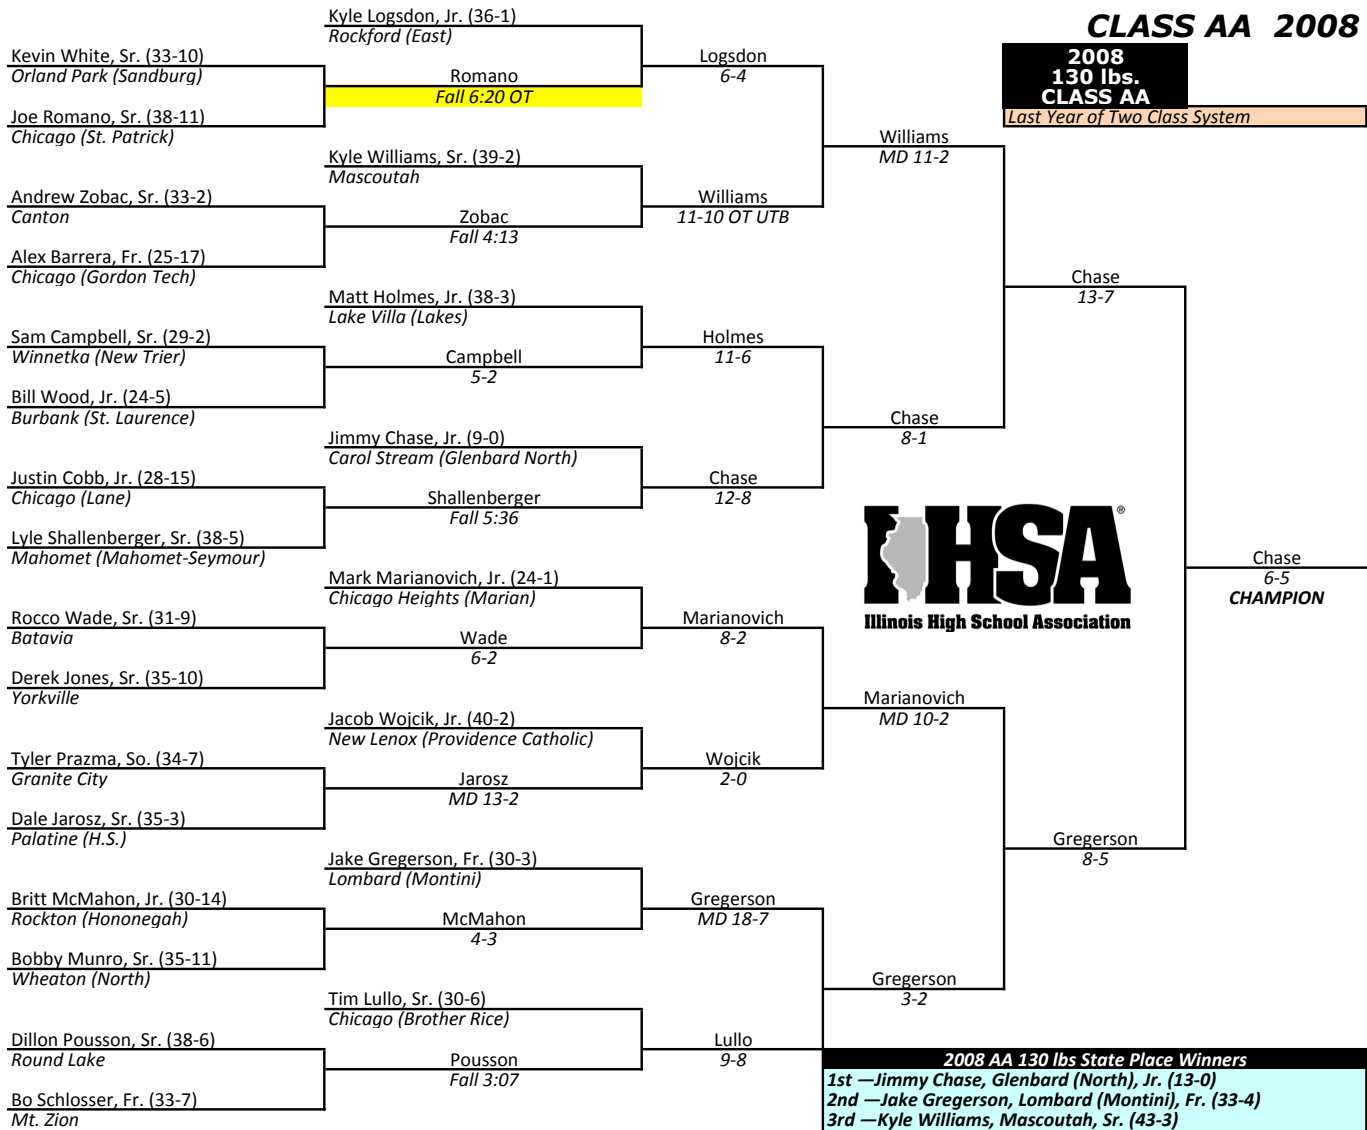 CLASS AA 2008
2008
130 lbs.
CLASS AA
Last Year of Two Class System
Kevin White, Sr. (33-10)
Orland Park (Sandburg)
Joe Romano, Sr. (38-11)
Chicago (St. Patrick)
Andrew Zobac, Sr. (33-2)
Canton
Alex Barrera, Fr. (25-17)
Chicago (Gordon Tech)
Sam Campbell, Sr. (29-2)
Winnetka (New Trier)
Bill Wood, Jr. (24-5)
Burbank (St. Laurence)
Justin Cobb, Jr. (28-15)
Chicago (Lane)
Lyle Shallenberger, Sr. (38-5)
Mahomet (Mahomet-Seymour)
Rocco Wade, Sr. (31-9)
Batavia
Derek Jones, Sr. (35-10)
Yorkville
Tyler Prazma, So. (34-7)
Granite City
Dale Jarosz, Sr. (35-3)
Palatine (H.S.)
Britt McMahon, Jr. (30-14)
Rockton (Hononegah)
Bobby Munro, Sr. (35-11)
Wheaton (North)
Dillon Pousson, Sr. (38-6)
Round Lake
Bo Schlosser, Fr. (33-7)
Mt. Zion
Kyle Logsdon, Jr. (36-1)
Rockford (East)
Romano
Fall 6:20 OT
Kyle Williams, Sr. (39-2)
Mascoutah
Zobac
Fall 4:13
Matt Holmes, Jr. (38-3)
Lake Villa (Lakes)
Campbell
5-2
Jimmy Chase, Jr. (9-0)
Carol Stream (Glenbard North)
Shallenberger
Fall 5:36
Mark Marianovich, Jr. (24-1)
Chicago Heights (Marian)
Wade
6-2
Jacob Wojcik, Jr. (40-2)
New Lenox (Providence Catholic)
Jarosz
MD 13-2
Jake Gregerson, Fr. (30-3)
Lombard (Montini)
McMahon
4-3
Tim Lullo, Sr. (30-6)
Chicago (Brother Rice)
Pousson
Fall 3:07
Logsdon
6-4
Williams
11-10 OT UTB
Holmes
11-6
Chase
12-8
Marianovich
8-2
Wojcik
2-0
Gregerson
MD 18-7
Lullo
9-8
Williams
MD 11-2
Chase
8-1
Marianovich
MD 10-2
Gregerson
3-2
Chase
13-7
Gregerson
8-5
Chase
6-5
CHAMPION
IHSA®
Illinois High School Association
2008 AA 130 lbs State Place Winners
1st —Jimmy Chase, Glenbard (North), Jr. (13-0)
2nd —Jake Gregerson, Lombard (Montini), Fr. (33-4)
3rd —Kyle Williams, Mascoutah, Sr. (43-3)